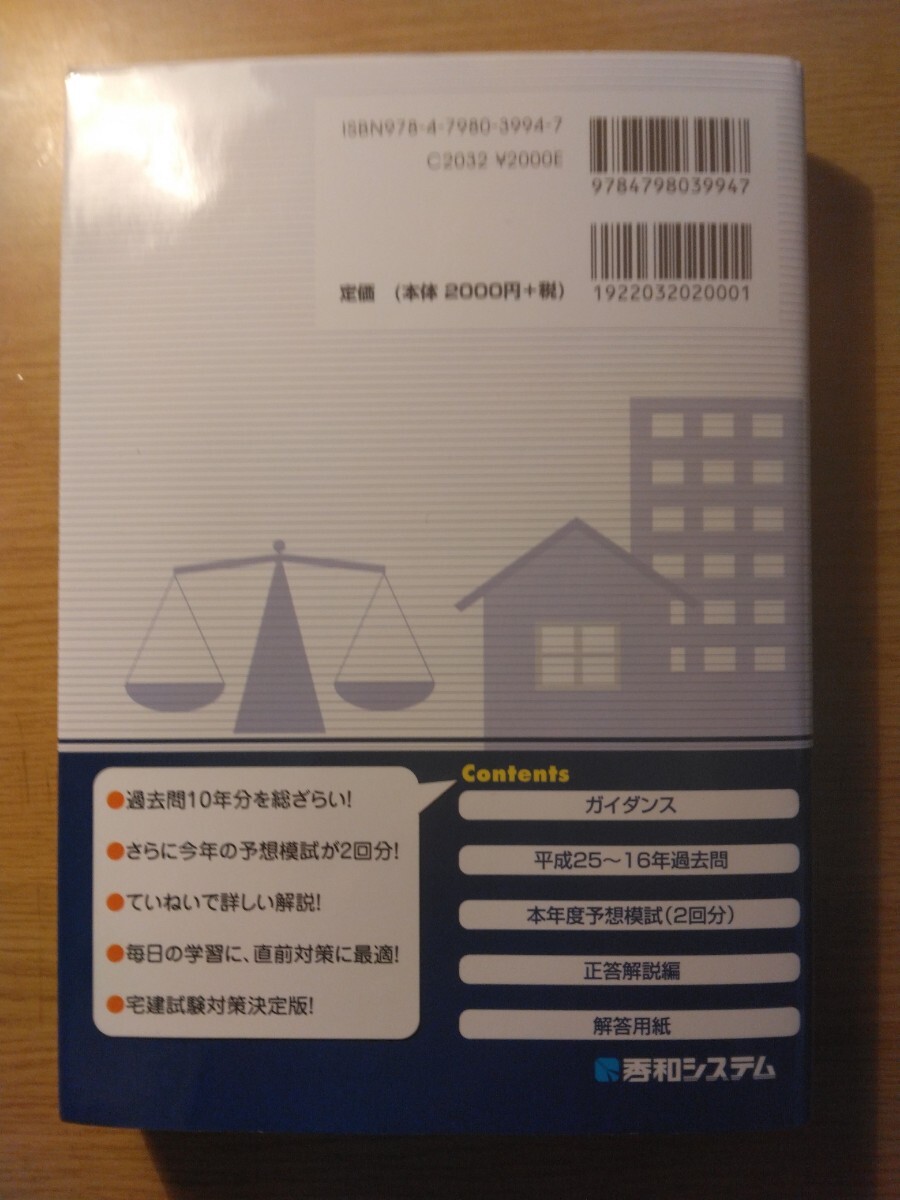 ISBN978-4-7980-3994-7
C2032 ¥2000E
定価 (本体 2000円+税)
9784798039947
1922032020001
●過去問10年分を総ざらい!
●さらに今年の予想模試が2回分!
●ていねいで詳しい解説!
●毎日の学習に、直前対策に最適!
●宅建試験対策決定版!
Contents
ガイダンス
平成25～16年過去問
本年度予想模試(2回分)
正答解説編
解答用紙
秀和システム